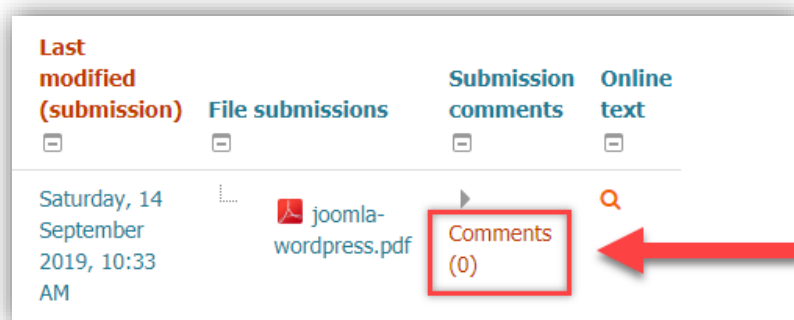 Last
modified
(submission)
File submissions
Submission
comments
Online
text
Saturday, 14
September
2019, 10:33
AM
joomla-
wordpress.pdf
Comments
(0)